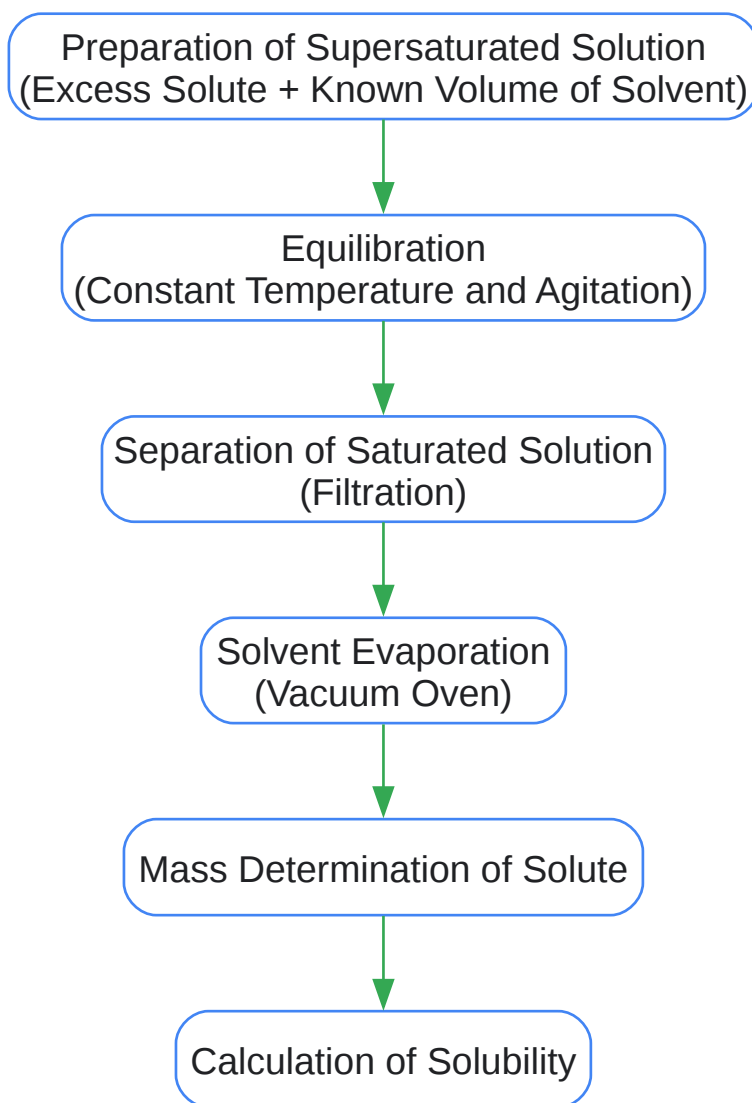 Preparation of Supersaturated Solution
(Excess Solute + Known Volume of Solvent)
Equilibration
(Constant Temperature and Agitation)
Separation of Saturated Solution
(Filtration)
Solvent Evaporation
(Vacuum Oven)
Mass Determination of Solute
Calculation of Solubility